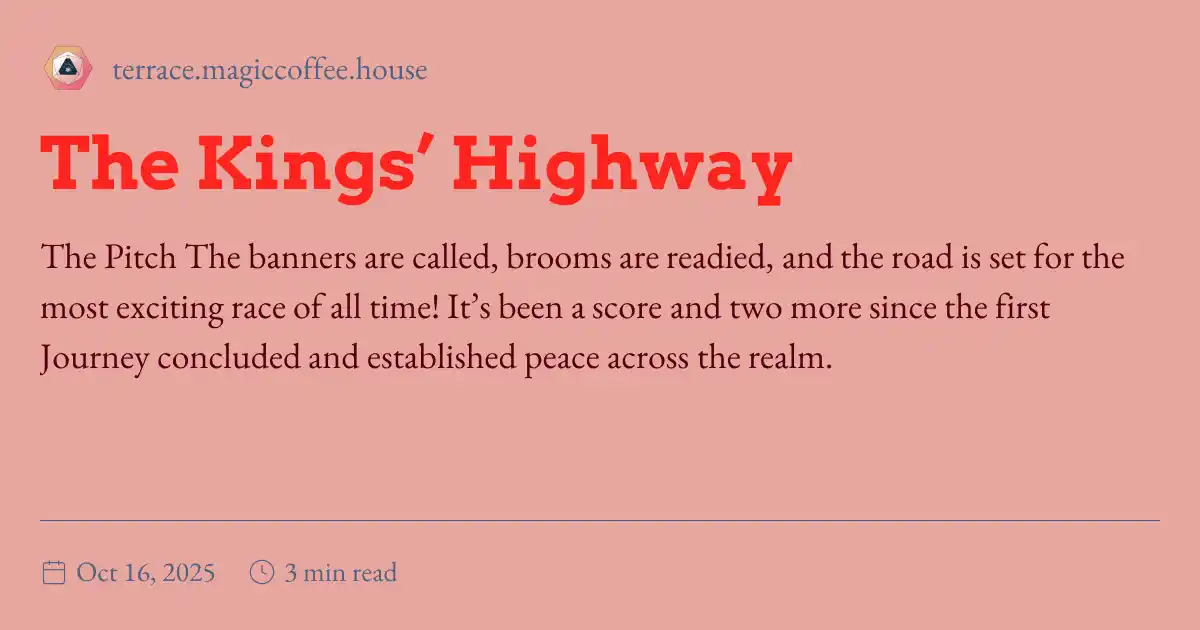 terrace.magiccoffee.house
The Kings’ Highway
The Pitch The banners are called, brooms are readied, and the road is set for the
most exciting race of all time! It’s been a score and two more since the first
Journey concluded and established peace across the realm.
Oct 16, 2025
3 min read